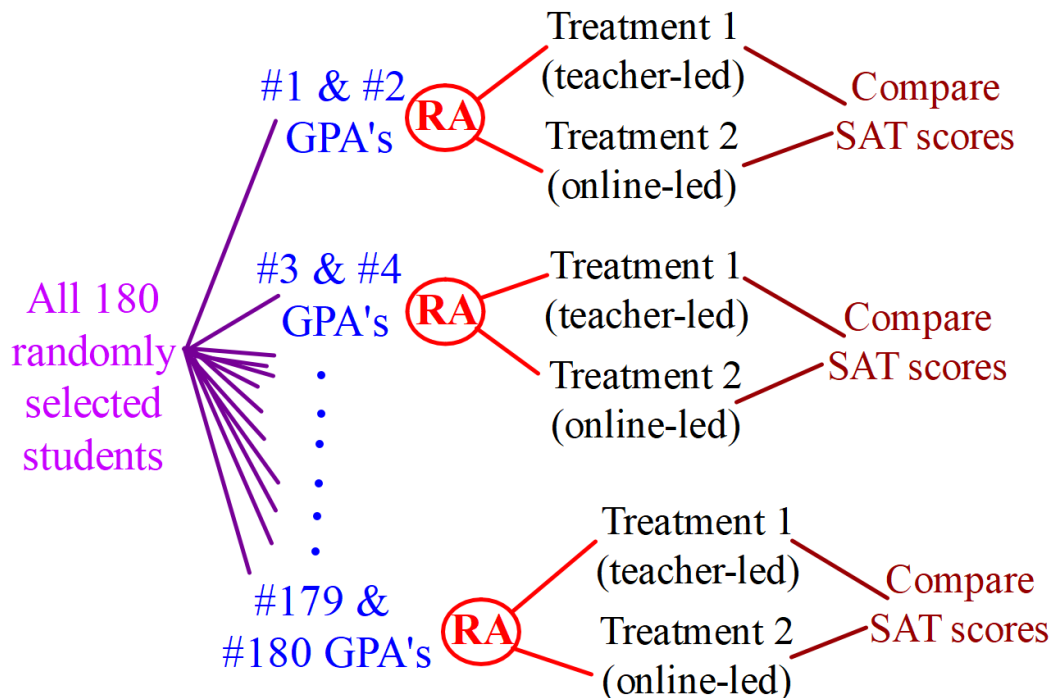 All 180
randomly
selected
students
#1 & #2
GPA's
RA
Treatment 1
(teacher-led)
Treatment 2
(online-led)
Compare
SAT scores
#3 & #4
GPA's
RA
Treatment 1
(teacher-led)
Treatment 2
(online-led)
Compare
SAT scores
#179 &
#180 GPA's
RA
Treatment 1
(teacher-led)
Treatment 2
(online-led)
Compare
SAT scores